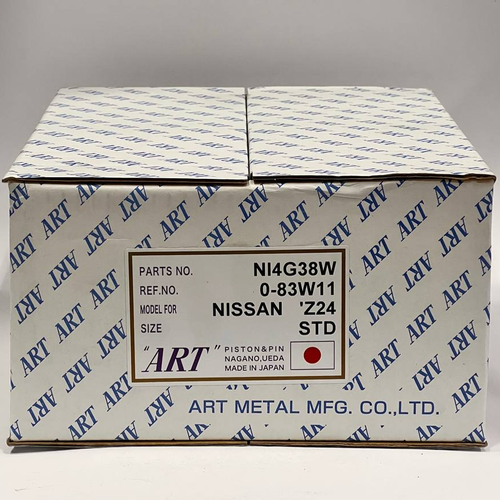 PARTS NO. NI4G38W
REF.NO. 0-83W11
MODEL FOR NISSAN 'Z24
SIZE STD
"ART" PISTON&PIN
NAGANO,UEDA
MADE IN JAPAN
ART METAL MFG. CO.,LTD.